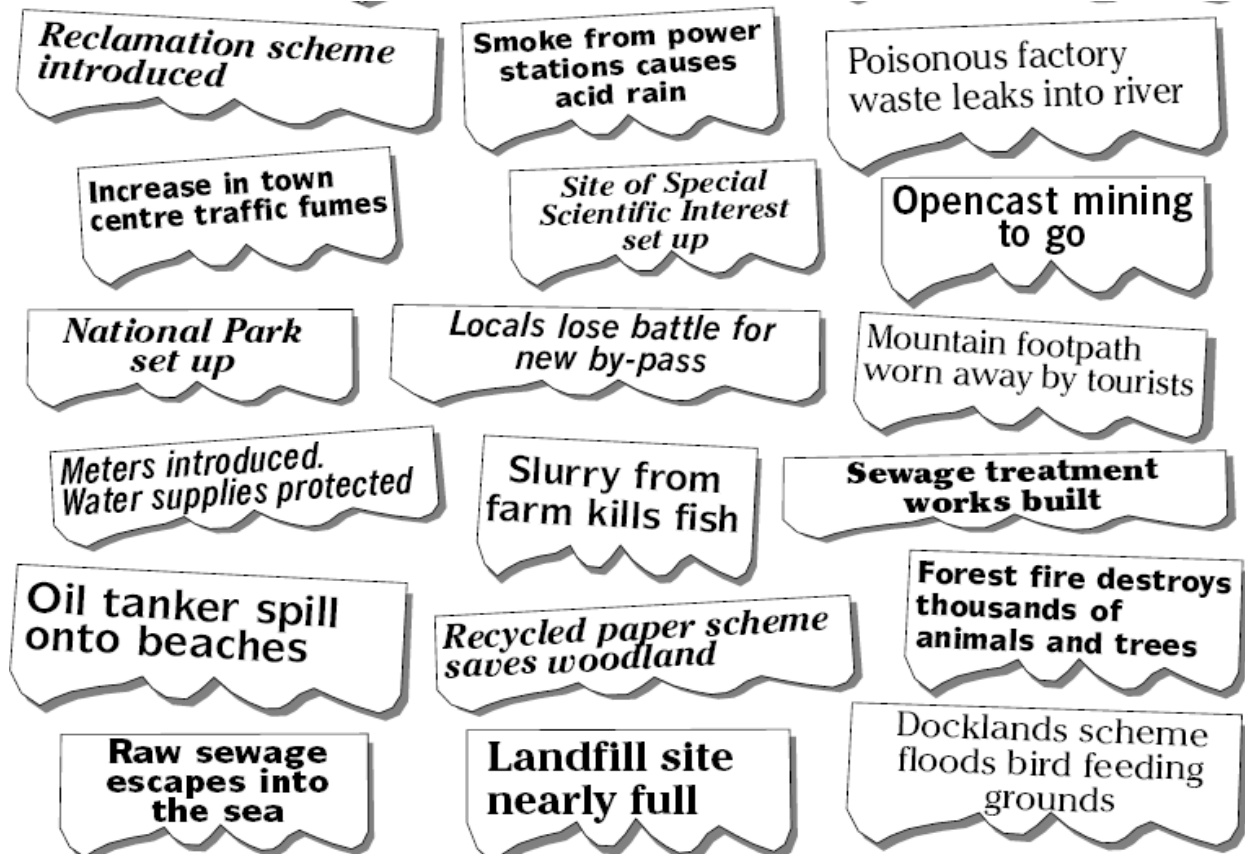 Reclamation scheme
introduced
Smoke from power
stations causes
acid rain
Poisonous factory
waste leaks into river
Increase in town
centre traffic fumes
Site of Special
Scientific Interest
set up
Opencast mining
to go
National Park
set up
Locals lose battle for
new by-pass
Mountain footpath
worn away by tourists
Meters introduced.
Water supplies protected
Slurry from
farm kills fish
Sewage treatment
works built
Oil tanker spill
onto beaches
Recycled paper scheme
saves woodland
Forest fire destroys
thousands of
animals and trees
Raw sewage
escapes into
the sea
Landfill site
nearly full
Docklands scheme
floods bird feeding
grounds